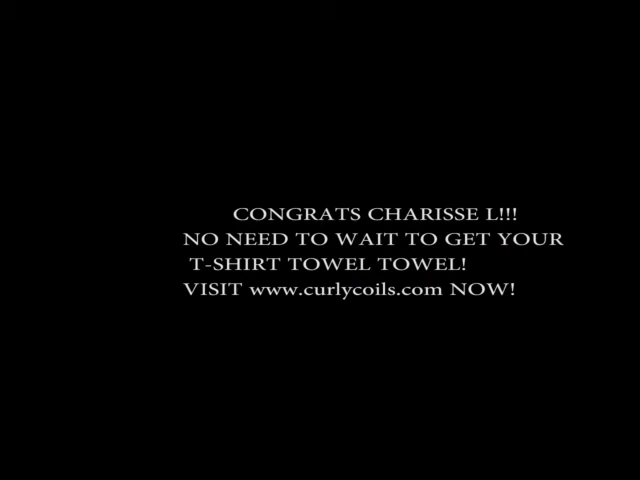 CONGRATS CHARISSE L!!!
NO NEED TO WAIT TO GET YOUR
T-SHIRT TOWEL TOWEL!
VISIT www.curlycoils.com NOW!